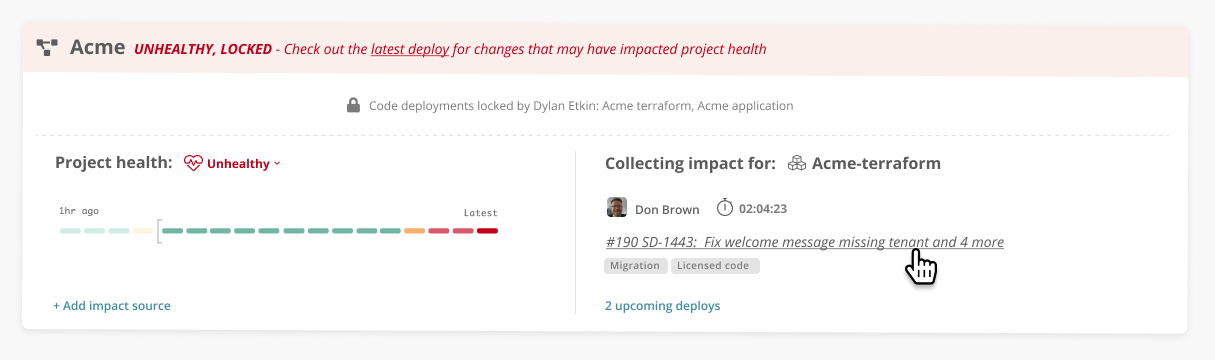 Acme UNHEALTHY, LOCKED - Check out the latest deploy for changes that may have impacted project health
Code deployments locked by Dylan Etkin: Acme terraform, Acme application
Project health: Unhealthy
1hr ago
Latest
+ Add impact source
Collecting impact for: Acme-terraform
Don Brown 02:04:23
#190 SD-1443: Fix welcome message missing tenant and 4 more
Migration Licensed code
2 upcoming deploys